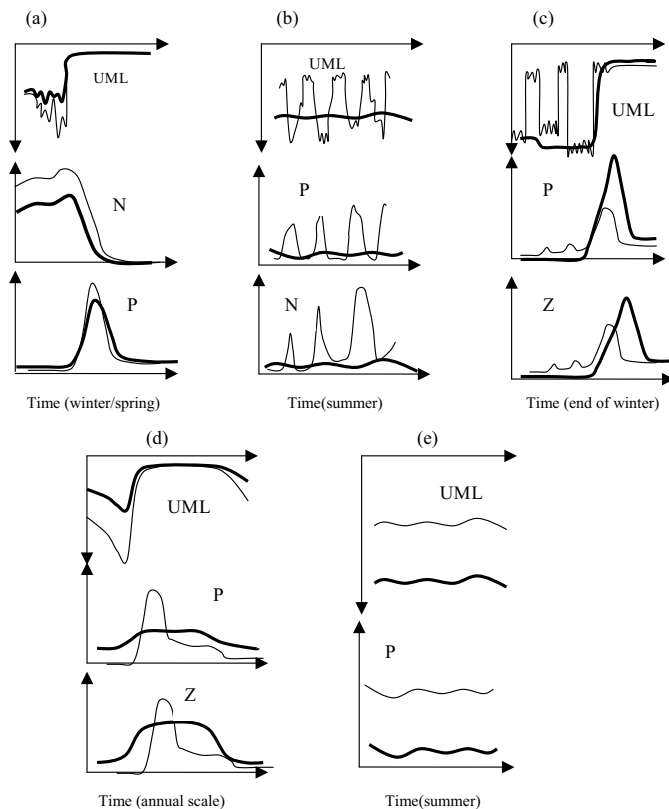 (a)
UML
N
P
Time (winter/spring)
(b)
UML
P
N
Time(summer)
(c)
UML
P
Z
Time (end of winter)
(d)
UML
P
Z
Time (annual scale)
(e)
UML
P
Time(summer)